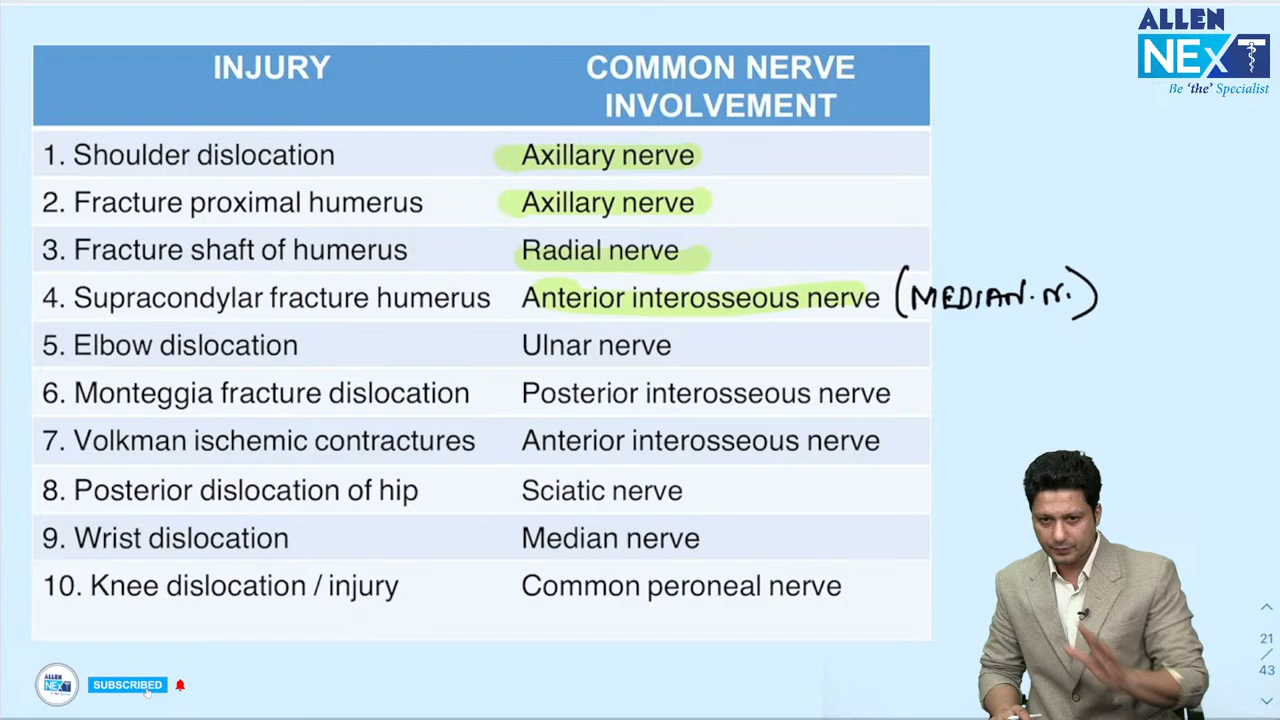 ALLEN
NEXT
Be 'the' Specialist
INJURY
COMMON NERVE
INVOLVEMENT
1. Shoulder dislocation Axillary nerve
2. Fracture proximal humerus Axillary nerve
3. Fracture shaft of humerus Radial nerve
4. Supracondylar fracture humerus Anterior interosseous nerve (MEDIAN. N.)
5. Elbow dislocation Ulnar nerve
6. Monteggia fracture dislocation Posterior interosseous nerve
7. Volkman ischemic contractures Anterior interosseous nerve
8. Posterior dislocation of hip Sciatic nerve
9. Wrist dislocation Median nerve
10. Knee dislocation / injury Common peroneal nerve
21
/
43
ALLEN
NEXT
SUBSCRIBED